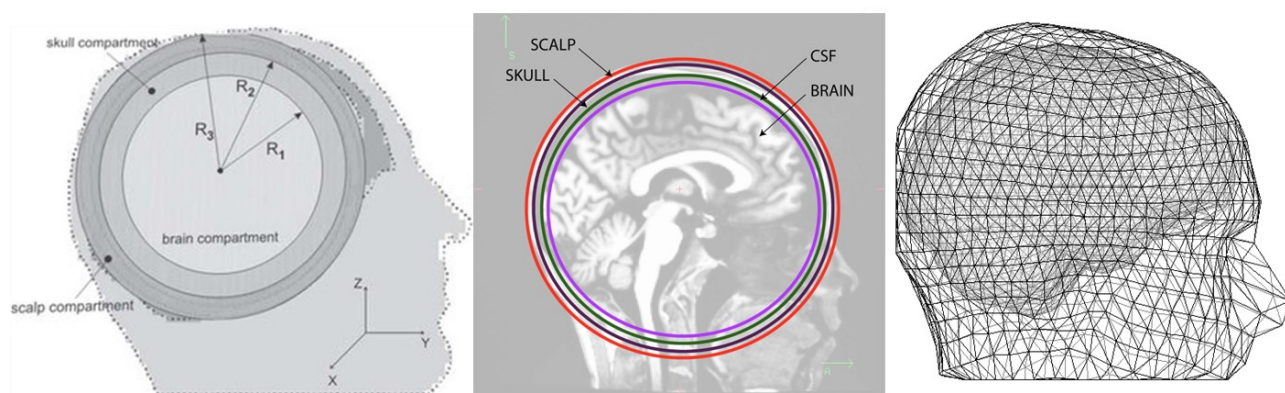 skull compartment
R₂
R₃
R₁
brain compartment
scalp compartment
Z
Y
X
S
SCALP
SKULL
CSF
BRAIN
A